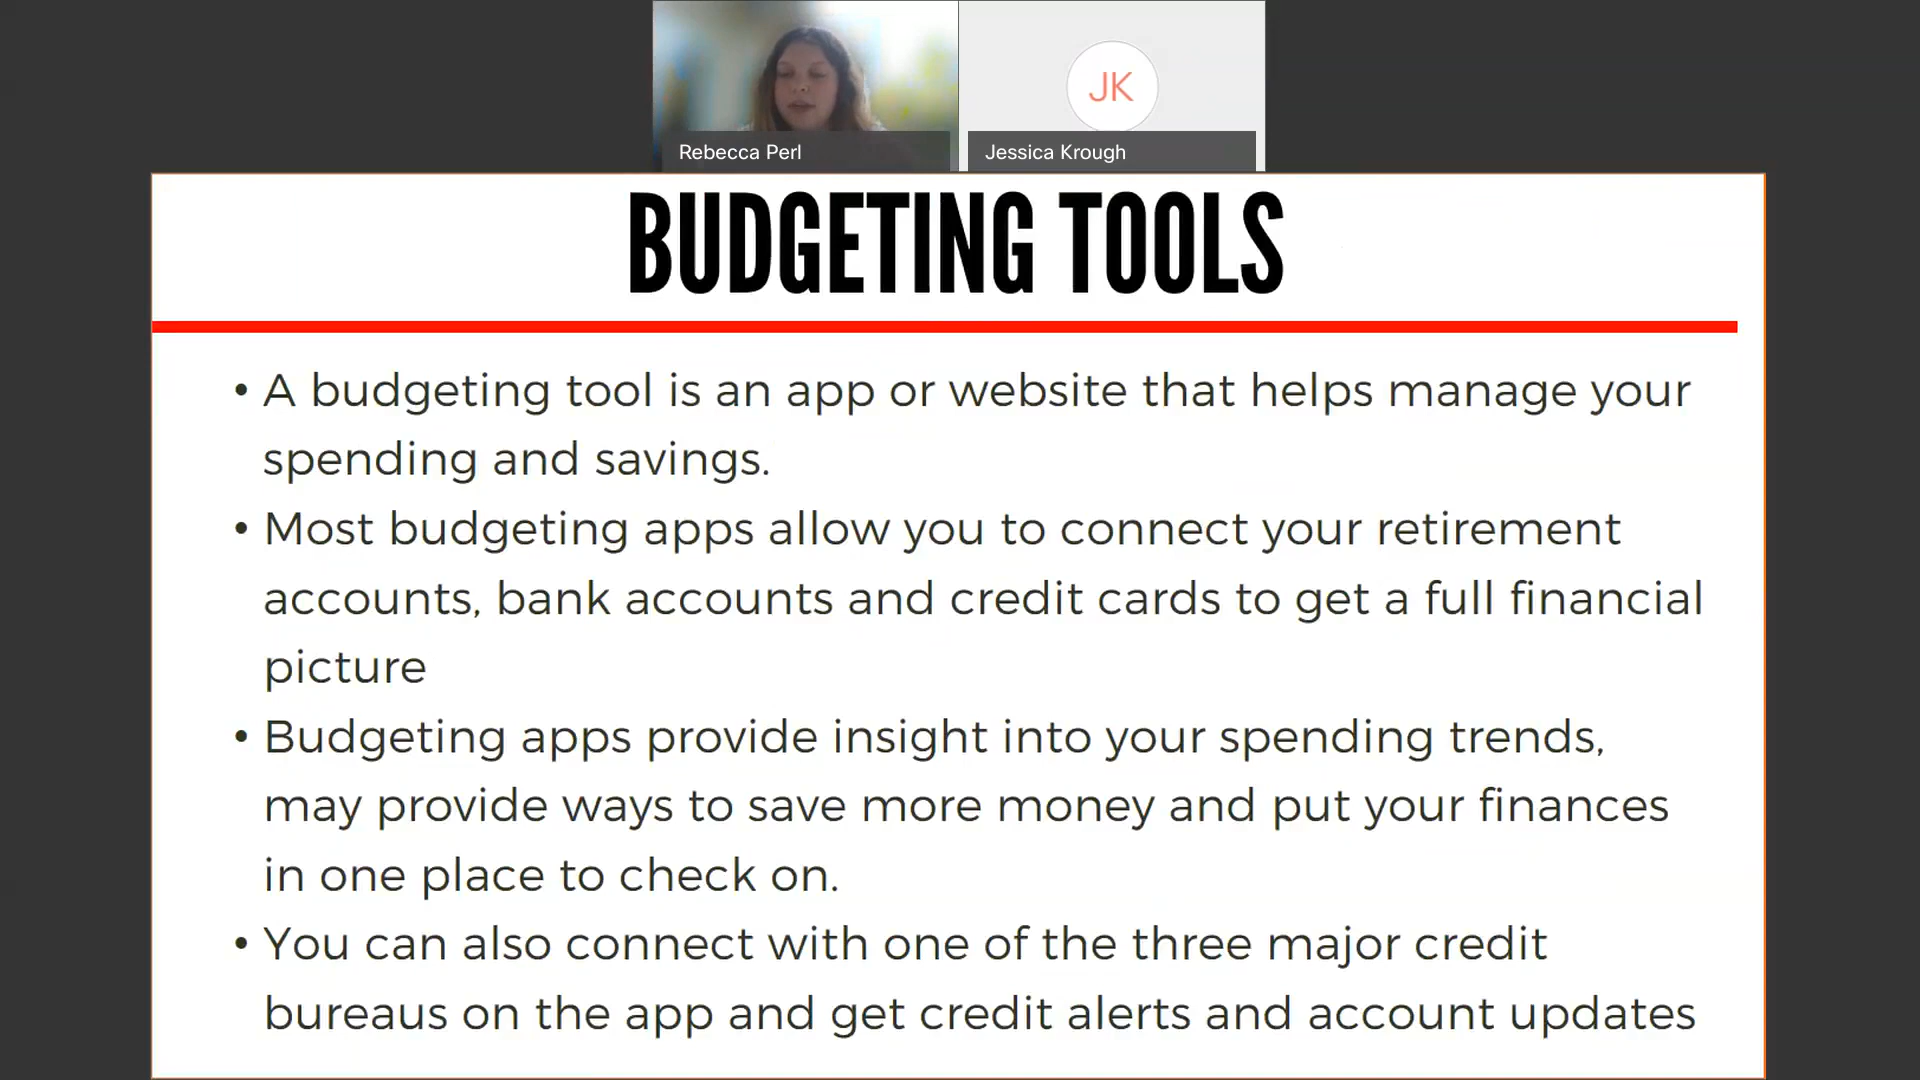 JK
Rebecca Perl
Jessica Krough
BUDGETING TOOLS
• A budgeting tool is an app or website that helps manage your
spending and savings.
• Most budgeting apps allow you to connect your retirement
accounts, bank accounts and credit cards to get a full financial
picture
• Budgeting apps provide insight into your spending trends,
may provide ways to save more money and put your finances
in one place to check on.
• You can also connect with one of the three major credit
bureaus on the app and get credit alerts and account updates